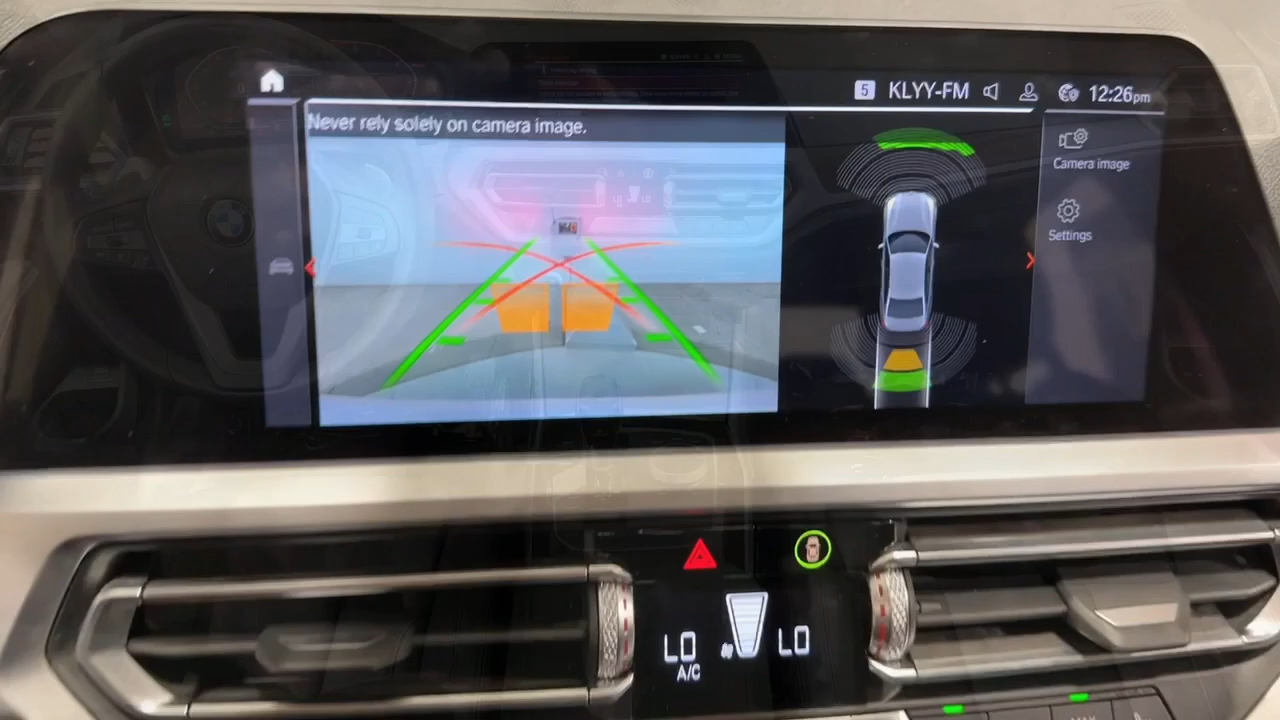 5 KLYY-FM 12:26pm
Never rely solely on camera image.
Camera image
Settings
LO LO
A/C